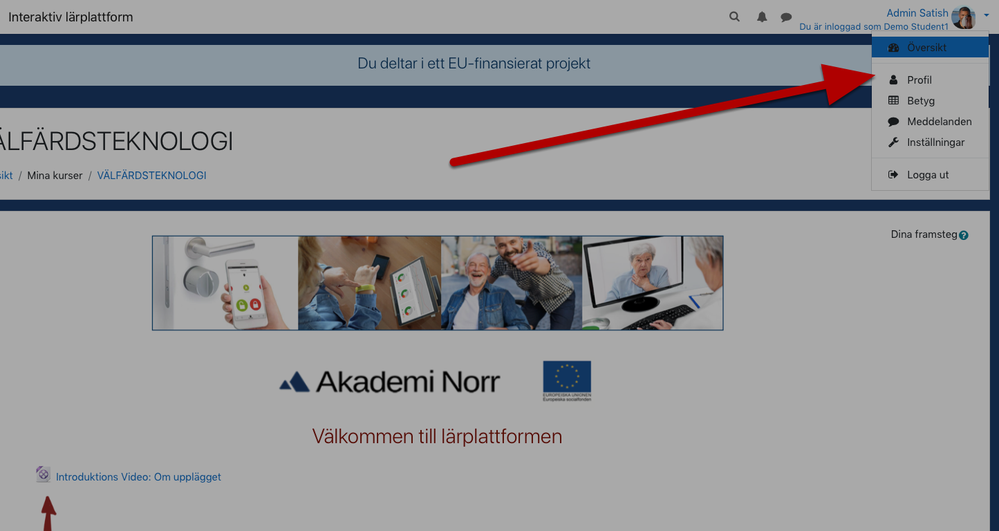 Interaktiv lärplattform
Admin Satish
Du är inloggad som Demo Student1
Översikt
Profil
Betyg
Meddelanden
Inställningar
Logga ut
Du deltar i ett EU-finansierat projekt
ÄLFÄRDSTEKNOLOGI
sikt / Mina kurser / VÄLFÄRDSTEKNOLOGI
Dina framsteg
Akademi Norr
EUROPEISKA UNIONEN
Europeiska socialfonden
Välkommen till lärplattformen
Introduktions Video: Om upplägget